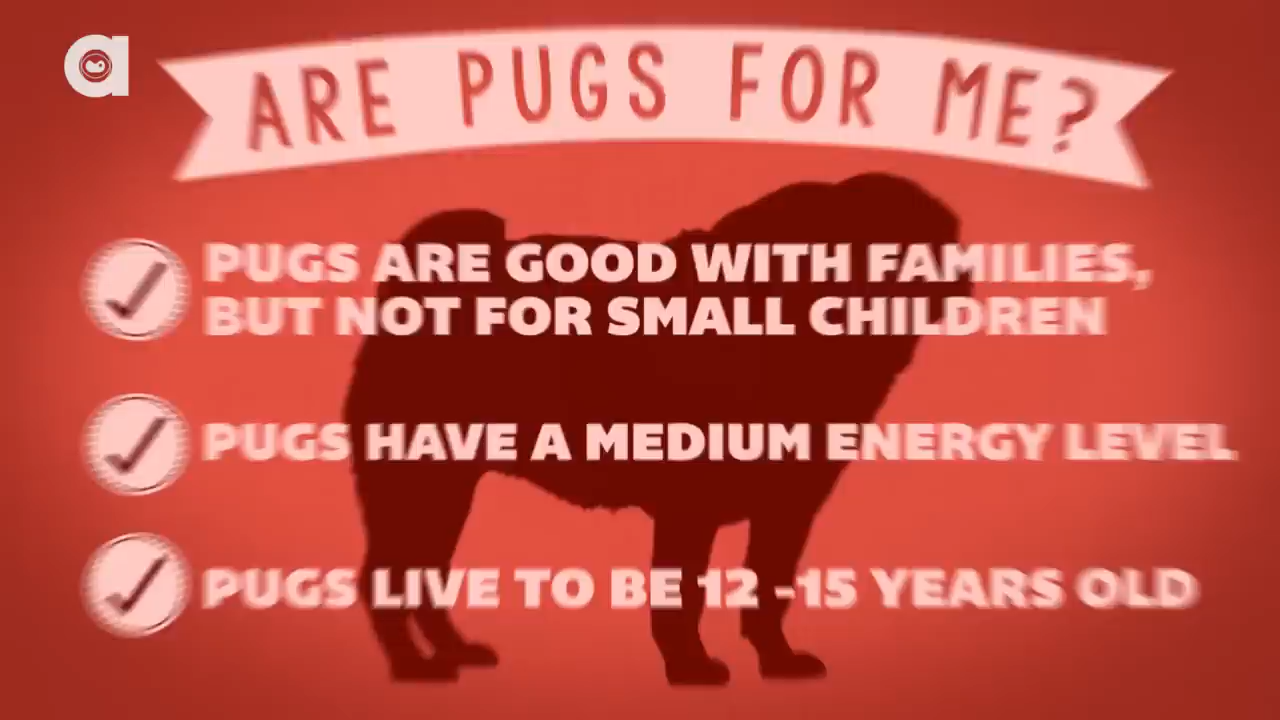 a
ARE PUGS FOR ME?
PUGS ARE GOOD WITH FAMILIES,
BUT NOT FOR SMALL CHILDREN
PUGS HAVE A MEDIUM ENERGY LEVEL
PUGS LIVE TO BE 12 -15 YEARS OLD